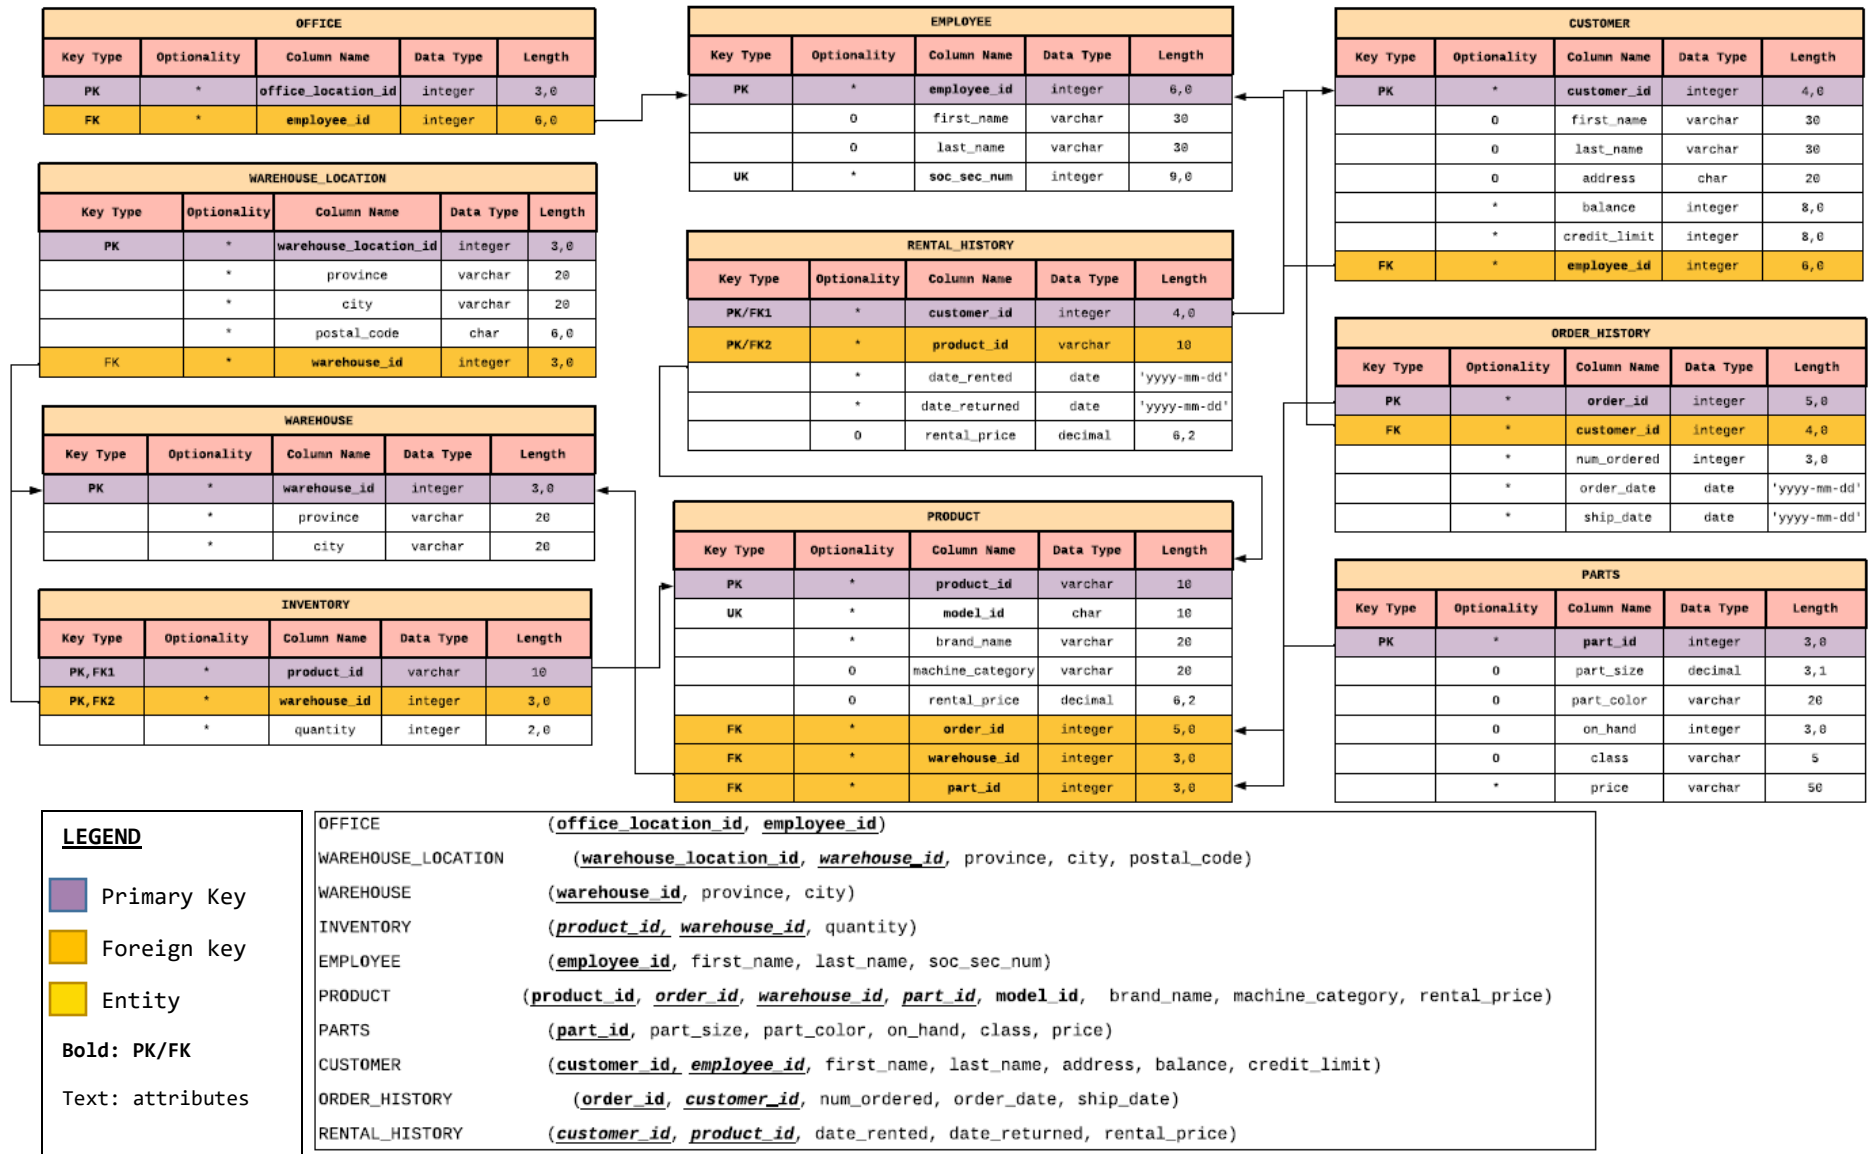 OFFICE
Key Type Optionality Column Name Data Type Length
PK * office_location_id integer 3,0
FK * employee_id integer 6,0
WAREHOUSE_LOCATION
Key Type Optionality Column Name Data Type Length
PK * warehouse_location_id integer 3,0
* province varchar 20
* city varchar 20
* postal_code char 6,0
FK * warehouse_id integer 3,0
WAREHOUSE
Key Type Optionality Column Name Data Type Length
PK * warehouse_id integer 3,0
* province varchar 20
* city varchar 20
INVENTORY
Key Type Optionality Column Name Data Type Length
PK,FK1 * product_id varchar 10
PK,FK2 * warehouse_id integer 3,0
* quantity integer 2,0
EMPLOYEE
Key Type Optionality Column Name Data Type Length
PK * employee_id integer 6,0
O first_name varchar 30
O last_name varchar 30
UK * soc_sec_num integer 9,0
RENTAL_HISTORY
Key Type Optionality Column Name Data Type Length
PK/FK1 * customer_id integer 4,0
PK/FK2 * product_id varchar 10
* date_rented date 'yyyy-mm-dd'
* date_returned date 'yyyy-mm-dd'
O rental_price decimal 6,2
PRODUCT
Key Type Optionality Column Name Data Type Length
PK * product_id varchar 10
UK * model_id char 10
* brand_name varchar 20
O machine_category varchar 20
O rental_price decimal 6,2
FK * order_id integer 5,0
FK * warehouse_id integer 3,0
FK * part_id integer 3,0
CUSTOMER
Key Type Optionality Column Name Data Type Length
PK * customer_id integer 4,0
O first_name varchar 30
O last_name varchar 30
O address char 20
* balance integer 8,0
* credit_limit integer 8,0
FK * employee_id integer 6,0
ORDER_HISTORY
Key Type Optionality Column Name Data Type Length
PK * order_id integer 5,0
FK * customer_id integer 4,0
* num_ordered integer 3,0
* order_date date 'yyyy-mm-dd'
* ship_date date 'yyyy-mm-dd'
PARTS
Key Type Optionality Column Name Data Type Length
PK * part_id integer 3,0
O part_size decimal 3,1
O part_color varchar 20
O on_hand integer 3,0
O class varchar 5
* price varchar 50
LEGEND
Primary Key
Foreign key
Entity
Bold: PK/FK
Text: attributes
OFFICE (office_location_id, employee_id)
WAREHOUSE_LOCATION (warehouse_location_id, warehouse_id, province, city, postal_code)
WAREHOUSE (warehouse_id, province, city)
INVENTORY (product_id, warehouse_id, quantity)
EMPLOYEE (employee_id, first_name, last_name, soc_sec_num)
PRODUCT (product_id, order_id, warehouse_id, part_id, model_id, brand_name, machine_category, rental_price)
PARTS (part_id, part_size, part_color, on_hand, class, price)
CUSTOMER (customer_id, employee_id, first_name, last_name, address, balance, credit_limit)
ORDER_HISTORY (order_id, customer_id, num_ordered, order_date, ship_date)
RENTAL_HISTORY (customer_id, product_id, date_rented, date_returned, rental_price)